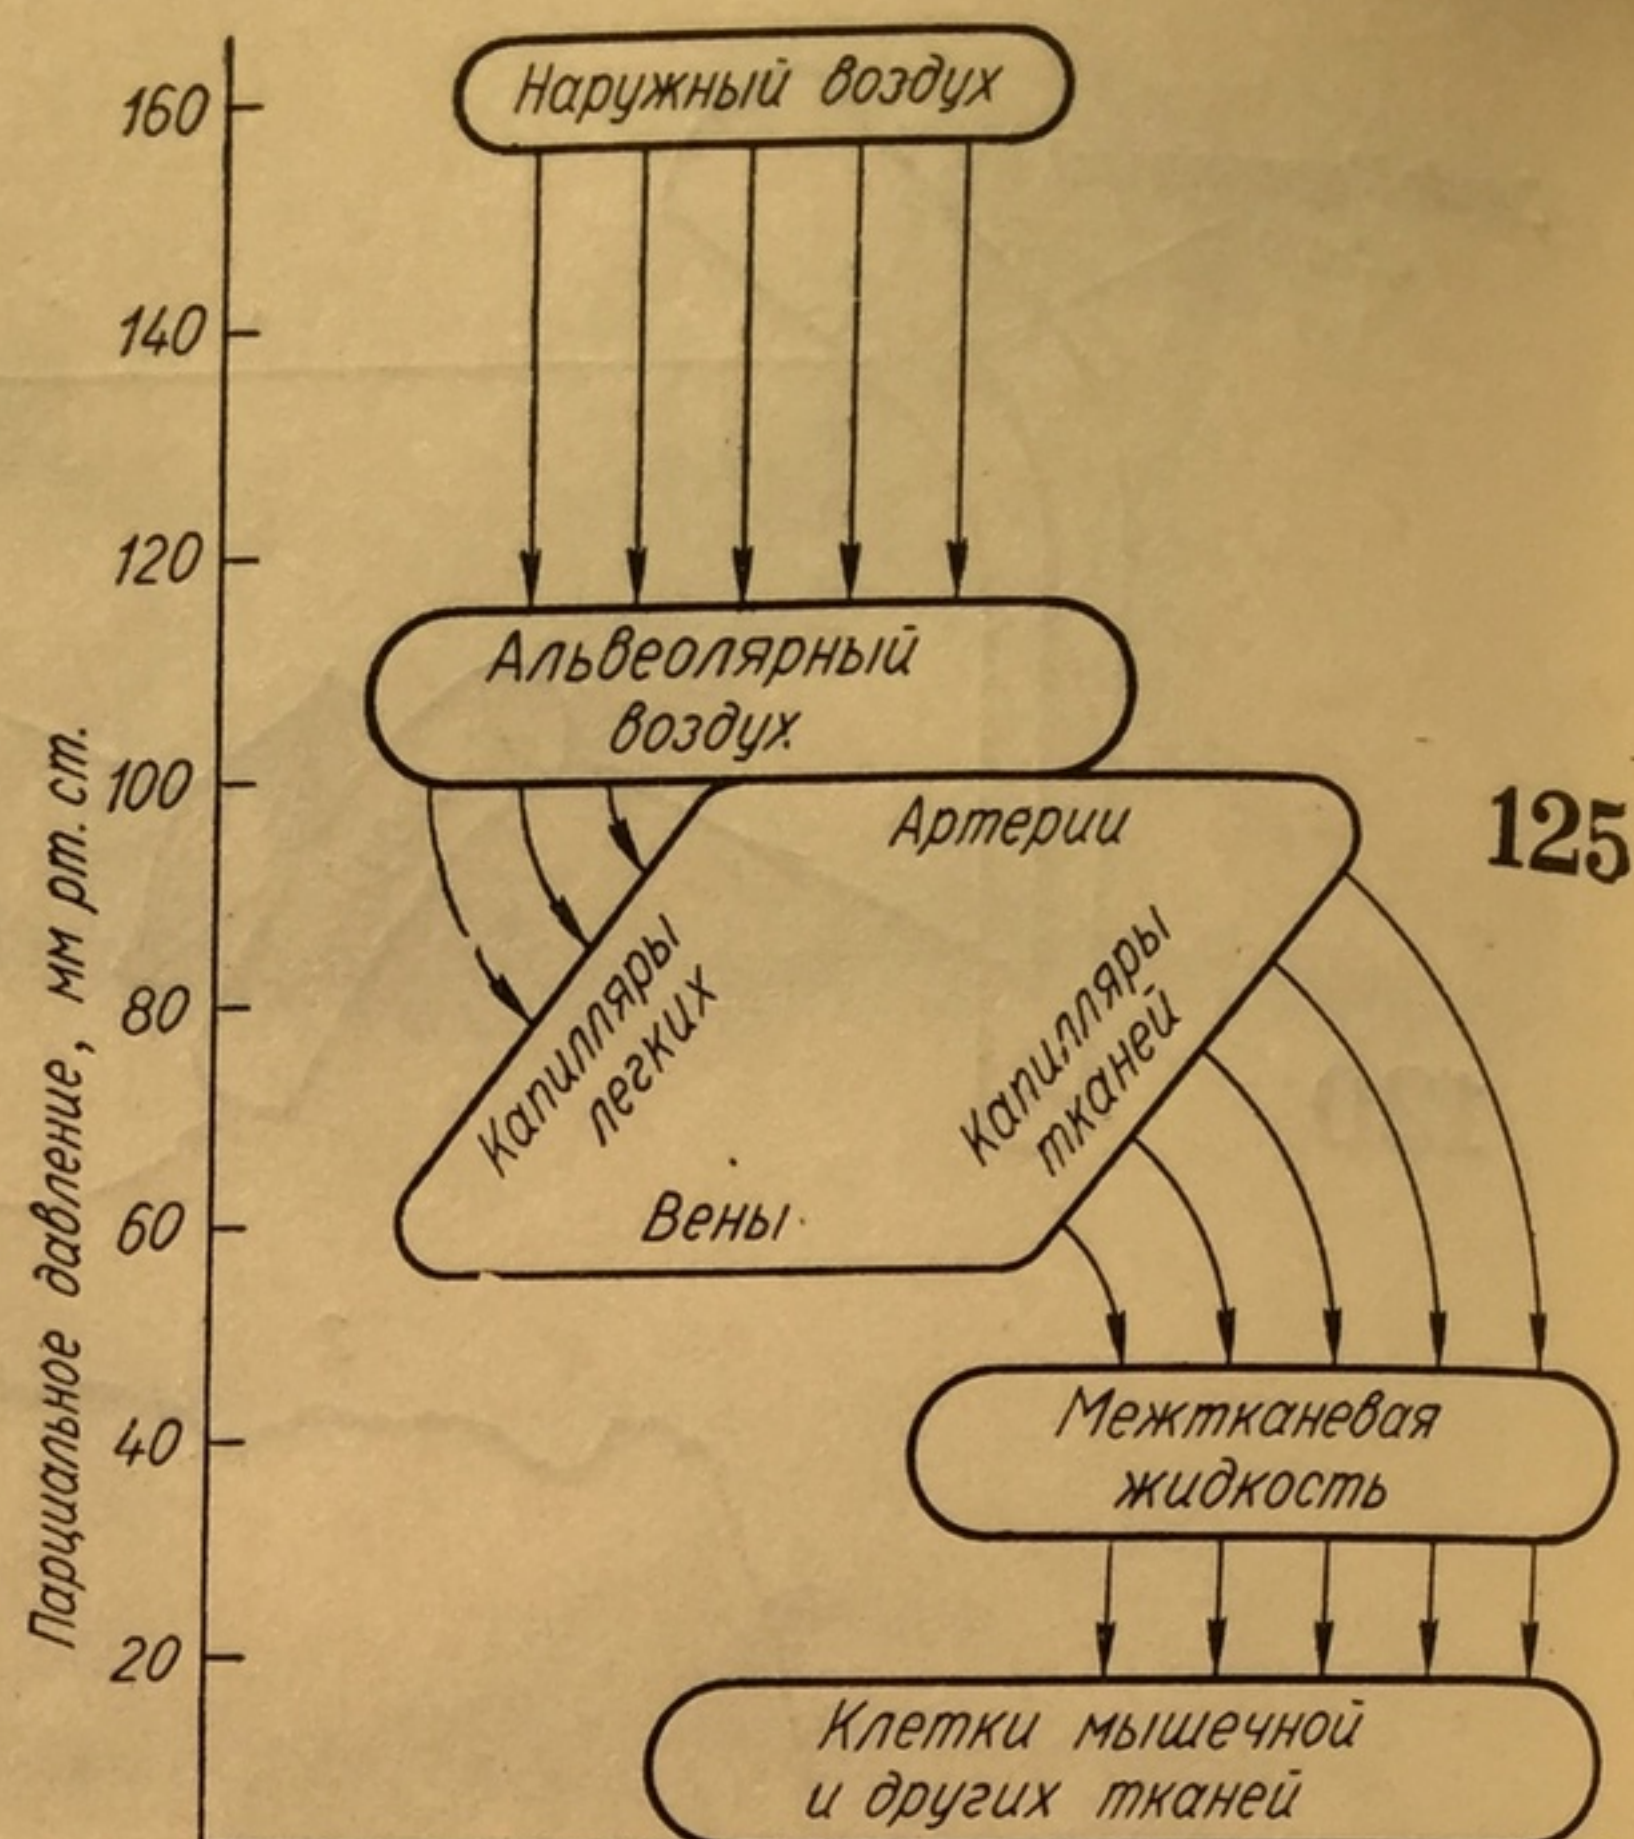 Наружный воздух
160
140
120
Альвеолярный
воздух
100
Артерии
125
80
Капилляры
легких
Капилляры
тканей
60
Вены
Межтканевая
жидкость
40
20
Клетки мышечной
и других тканей
Парциальное давление, мм рт. ст.